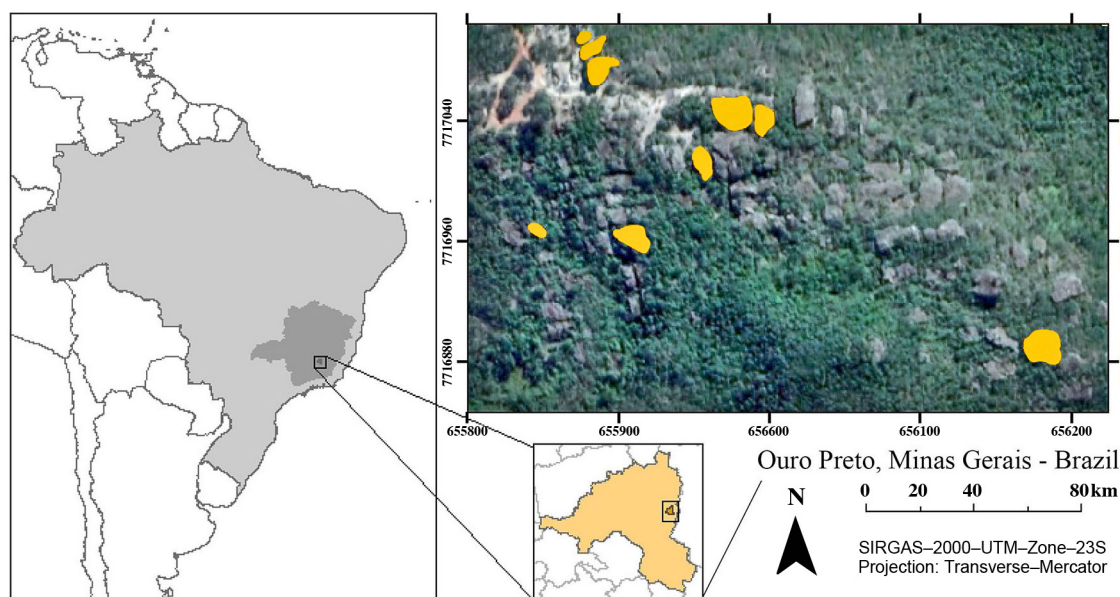 7717040
7716960
7716880
655800
655900
656600
656100
656200
Ouro Preto, Minas Gerais - Brazil
N
0 20 40 80 km
SIRGAS–2000–UTM–Zone–23S
Projection: Transverse–Mercator